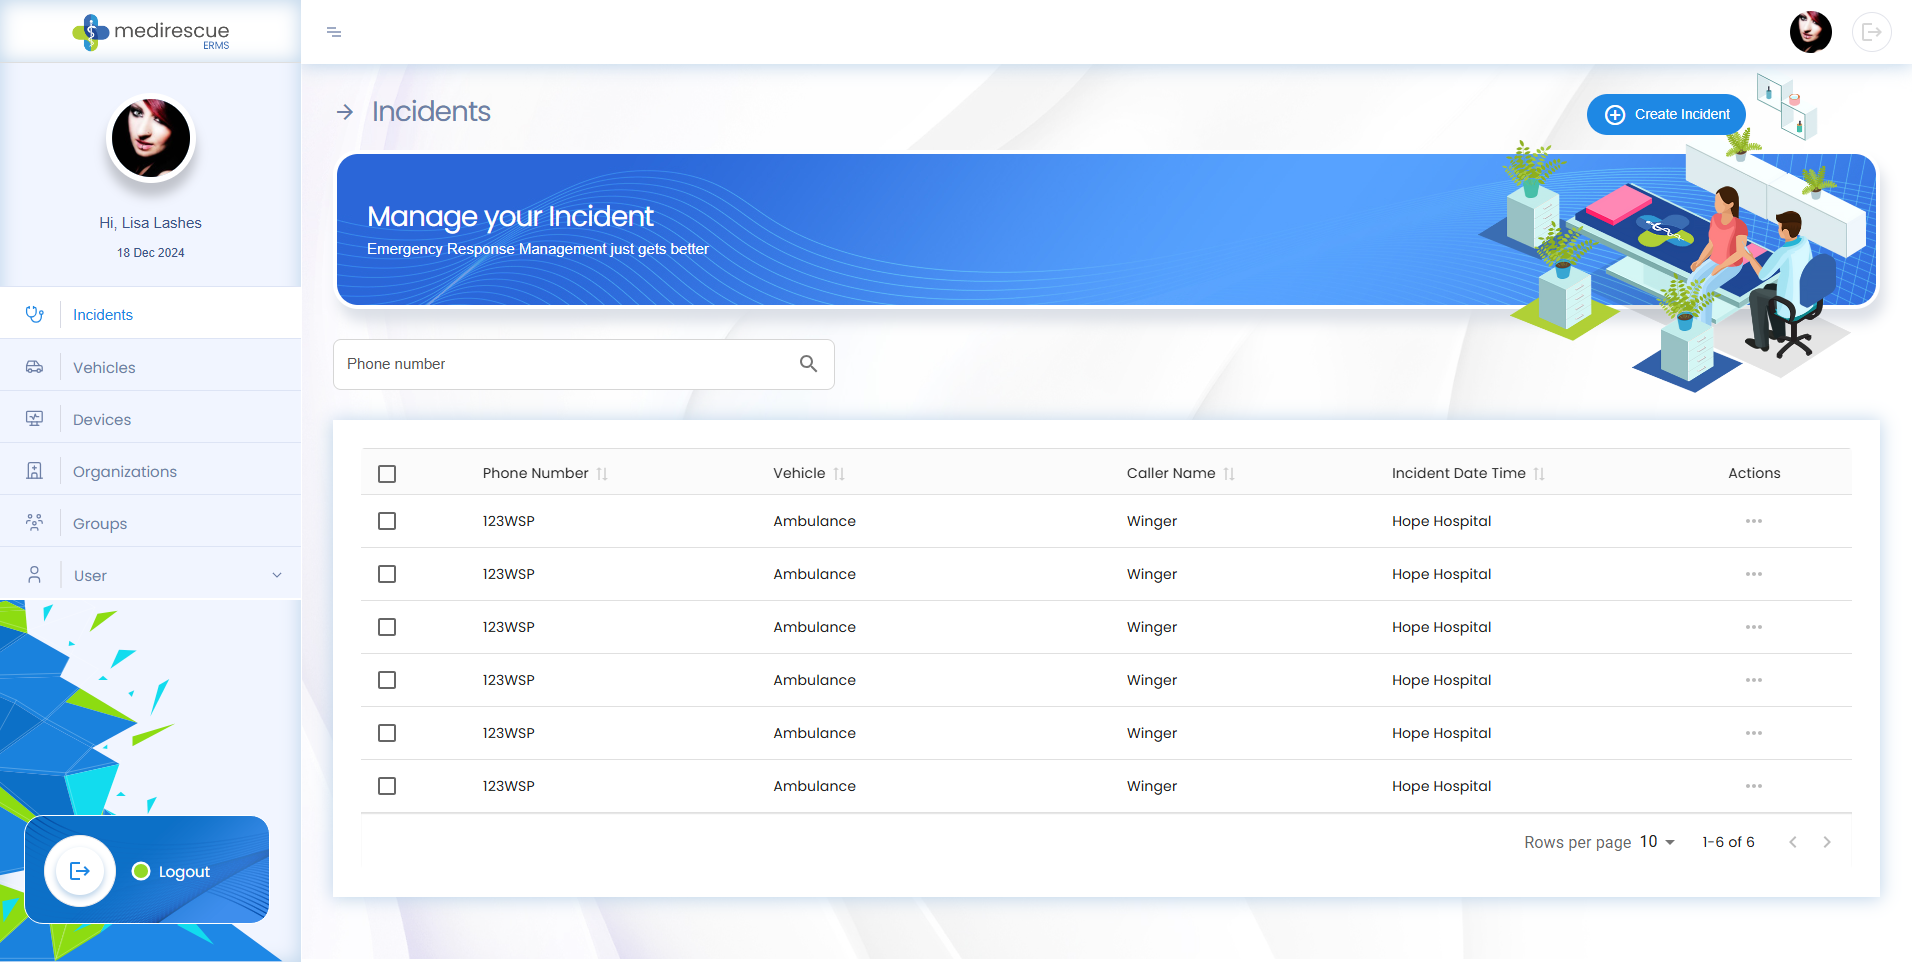 medirescue
ERMS
Hi, Lisa Lashes
18 Dec 2024
Incidents
Vehicles
Devices
Organizations
Groups
User
Logout
Incidents
Create Incident
Manage your Incident
Emergency Response Management just gets better
Phone number
Phone Number Vehicle Caller Name Incident Date Time Actions
123WSP Ambulance Winger Hope Hospital
123WSP Ambulance Winger Hope Hospital
123WSP Ambulance Winger Hope Hospital
123WSP Ambulance Winger Hope Hospital
123WSP Ambulance Winger Hope Hospital
123WSP Ambulance Winger Hope Hospital
Rows per page 10 1-6 of 6